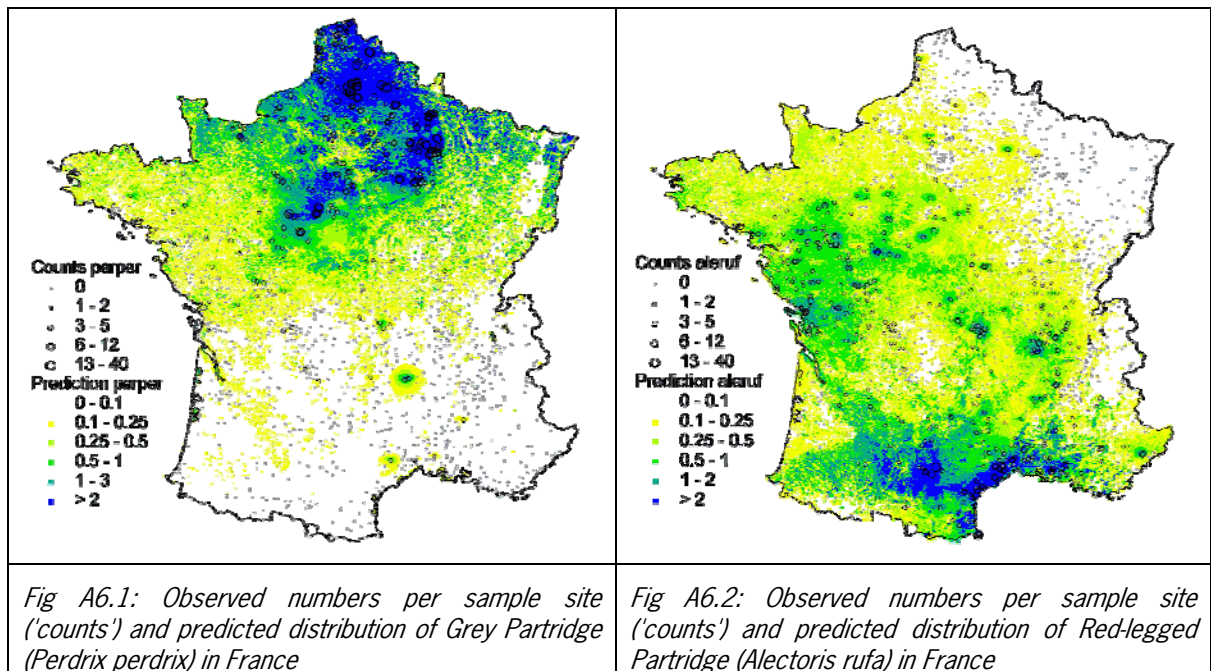 Counts perper
0
1 - 2
3 - 5
6 - 12
13 - 40
Prediction perper
0 - 0.1
0.1 - 0.25
0.25 - 0.5
0.5 - 1
1 - 3
> 2
Counts aleruf
0
1 - 2
3 - 5
6 - 12
13 - 40
Prediction aleruf
0 - 0.1
0.1 - 0.25
0.25 - 0.5
0.5 - 1
1 - 2
> 2
Fig A6.1: Observed numbers per sample site
('counts') and predicted distribution of Grey Partridge
(Perdrix perdrix) in France
Fig A6.2: Observed numbers per sample site
('counts') and predicted distribution of Red-legged
Partridge (Alectoris rufa) in France